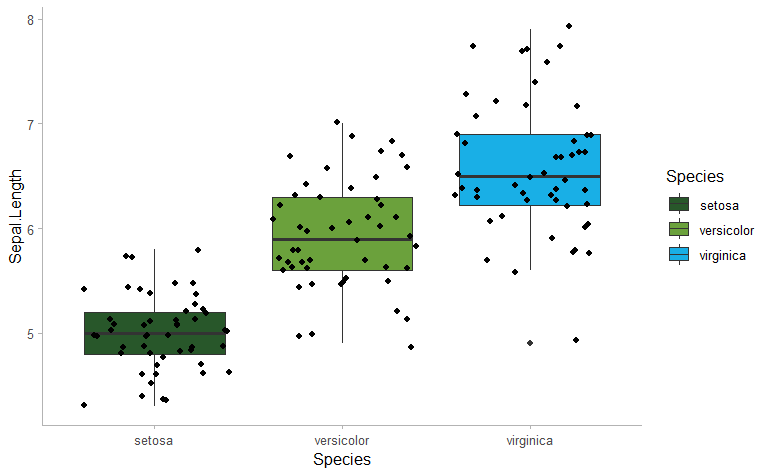 8
7
6
5
Sepal.Length
setosa
versicolor
virginica
Species
Species
setosa
versicolor
virginica